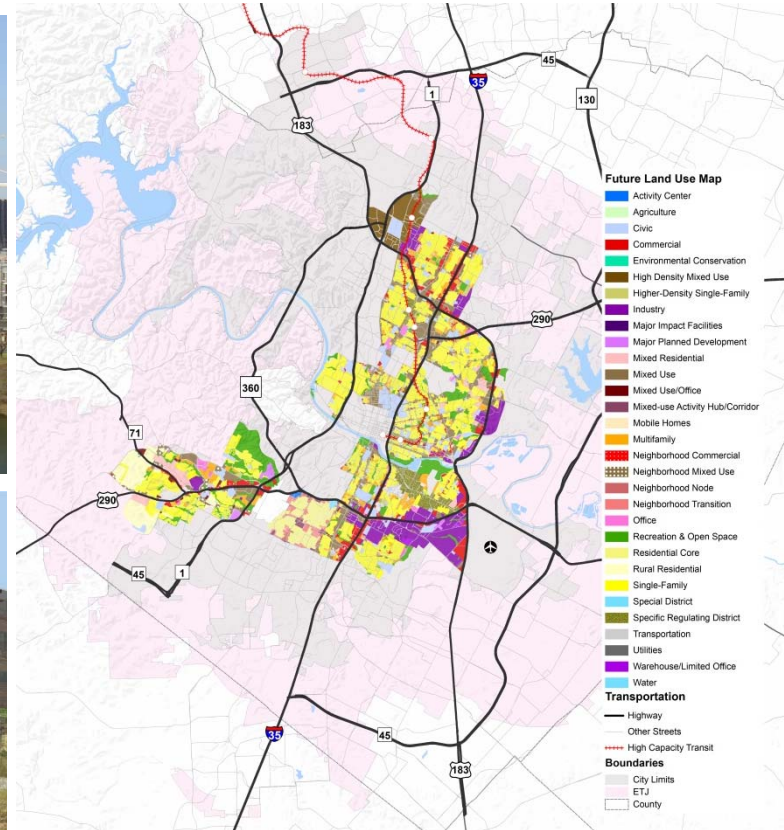 45
1
35
130
183
290
360
71
290
45
1
35
45
183
Future Land Use Map
Activity Center
Agriculture
Civic
Commercial
Environmental Conservation
High Density Mixed Use
Higher-Density Single-Family
Industry
Major Impact Facilities
Major Planned Development
Mixed Residential
Mixed Use
Mixed Use/Office
Mixed-use Activity Hub/Corridor
Mobile Homes
Multifamily
Neighborhood Commercial
Neighborhood Mixed Use
Neighborhood Node
Neighborhood Transition
Office
Recreation & Open Space
Residential Core
Rural Residential
Single-Family
Special District
Specific Regulating District
Transportation
Utilities
Warehouse/Limited Office
Water
Transportation
Highway
Other Streets
High Capacity Transit
Boundaries
City Limits
ETJ
County